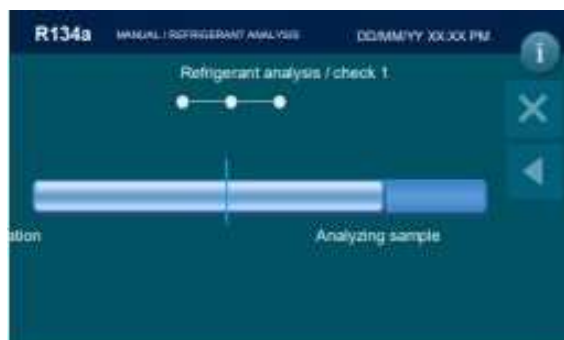 R134a MANUAL / REFRIGERANT ANALYSIS DD/MM/YY XX:XX PM
i
Refrigerant analysis / check 1
ation Analyzing sample